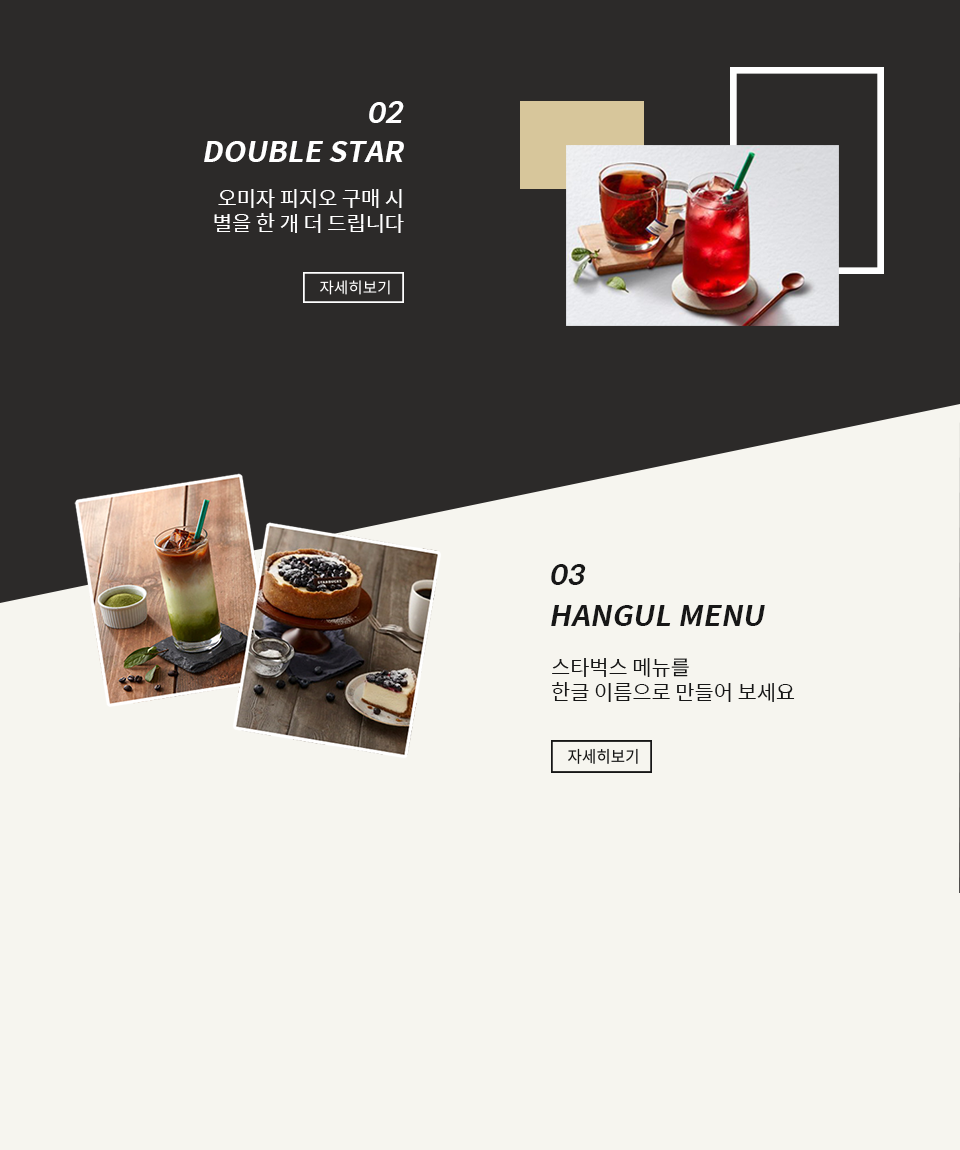 02
DOUBLE STAR
오미자 피지오 구매 시
별을 한 개 더 드립니다
자세히보기
03
HANGUL MENU
스타벅스 메뉴를
한글 이름으로 만들어 보세요
자세히보기